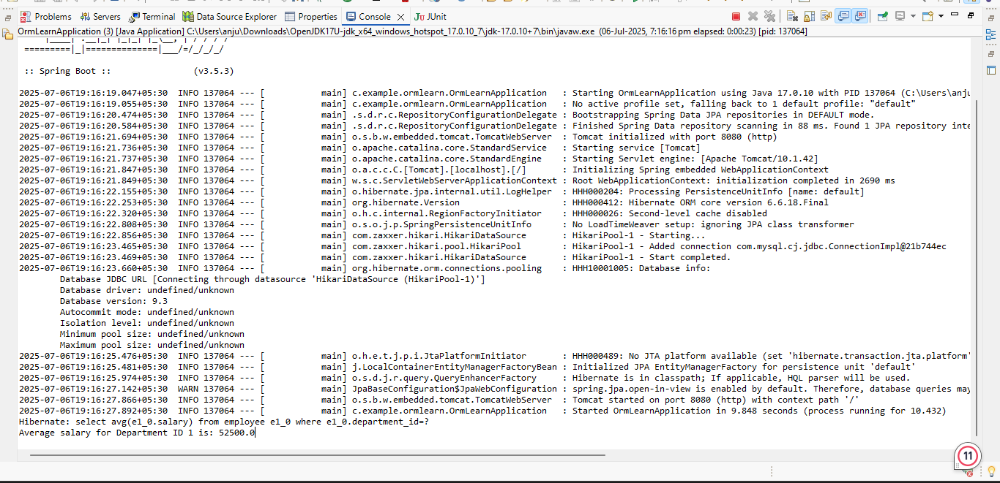 Problems Servers Terminal Data Source Explorer Properties Console JUnit
OrmLearnApplication (3) [Java Application] C:\Users\anju\Downloads\OpenJDK17U-jdk_x64_windows_hotspot_17.0.10_7\jdk-17.0.10+7\bin\javaw.exe (06-Jul-2025, 7:16:16 pm elapsed: 0:00:23) [pid: 137064]
=========|_|==============|___/=/_/_/_/
:: Spring Boot ::                (v3.5.3)
2025-07-06T19:16:19.047+05:30  INFO 137064 --- [           main] c.example.ormlearn.OrmLearnApplication   : Starting OrmLearnApplication using Java 17.0.10 with PID 137064 (C:\Users\anju
2025-07-06T19:16:19.055+05:30  INFO 137064 --- [           main] c.example.ormlearn.OrmLearnApplication   : No active profile set, falling back to 1 default profile: "default"
2025-07-06T19:16:20.474+05:30  INFO 137064 --- [           main] .s.d.r.c.RepositoryConfigurationDelegate : Bootstrapping Spring Data JPA repositories in DEFAULT mode.
2025-07-06T19:16:20.584+05:30  INFO 137064 --- [           main] .s.d.r.c.RepositoryConfigurationDelegate : Finished Spring Data repository scanning in 88 ms. Found 1 JPA repository inte
2025-07-06T19:16:21.694+05:30  INFO 137064 --- [           main] o.s.b.w.embedded.tomcat.TomcatWebServer  : Tomcat initialized with port 8080 (http)
2025-07-06T19:16:21.736+05:30  INFO 137064 --- [           main] o.apache.catalina.core.StandardService   : Starting service [Tomcat]
2025-07-06T19:16:21.737+05:30  INFO 137064 --- [           main] o.apache.catalina.core.StandardEngine    : Starting Servlet engine: [Apache Tomcat/10.1.42]
2025-07-06T19:16:21.847+05:30  INFO 137064 --- [           main] o.a.c.c.C.[Tomcat].[localhost].[/]       : Initializing Spring embedded WebApplicationContext
2025-07-06T19:16:21.849+05:30  INFO 137064 --- [           main] w.s.c.ServletWebServerApplicationContext : Root WebApplicationContext: initialization completed in 2690 ms
2025-07-06T19:16:22.155+05:30  INFO 137064 --- [           main] o.hibernate.jpa.internal.util.LogHelper  : HHH000204: Processing PersistenceUnitInfo [name: default]
2025-07-06T19:16:22.253+05:30  INFO 137064 --- [           main] org.hibernate.Version                    : HHH000412: Hibernate ORM core version 6.6.18.Final
2025-07-06T19:16:22.320+05:30  INFO 137064 --- [           main] o.h.c.internal.RegionFactoryInitiator    : HHH000026: Second-level cache disabled
2025-07-06T19:16:22.808+05:30  INFO 137064 --- [           main] o.s.o.j.p.SpringPersistenceUnitInfo      : No LoadTimeWeaver setup: ignoring JPA class transformer
2025-07-06T19:16:22.856+05:30  INFO 137064 --- [           main] com.zaxxer.hikari.HikariDataSource       : HikariPool-1 - Starting...
2025-07-06T19:16:23.465+05:30  INFO 137064 --- [           main] com.zaxxer.hikari.pool.HikariPool        : HikariPool-1 - Added connection com.mysql.cj.jdbc.ConnectionImpl@21b744ec
2025-07-06T19:16:23.469+05:30  INFO 137064 --- [           main] com.zaxxer.hikari.HikariDataSource       : HikariPool-1 - Start completed.
2025-07-06T19:16:23.660+05:30  INFO 137064 --- [           main] org.hibernate.orm.connections.pooling    : HHH10001005: Database info:
Database JDBC URL [Connecting through datasource 'HikariDataSource (HikariPool-1)']
Database driver: undefined/unknown
Database version: 9.3
Autocommit mode: undefined/unknown
Isolation level: undefined/unknown
Minimum pool size: undefined/unknown
Maximum pool size: undefined/unknown
2025-07-06T19:16:25.476+05:30  INFO 137064 --- [           main] o.h.e.t.j.p.i.JtaPlatformInitiator       : HHH000489: No JTA platform available (set 'hibernate.transaction.jta.platform'
2025-07-06T19:16:25.481+05:30  INFO 137064 --- [           main] j.LocalContainerEntityManagerFactoryBean : Initialized JPA EntityManagerFactory for persistence unit 'default'
2025-07-06T19:16:25.974+05:30  INFO 137064 --- [           main] o.s.d.j.r.query.QueryEnhancerFactory     : Hibernate is in classpath; If applicable, HQL parser will be used.
2025-07-06T19:16:27.142+05:30  WARN 137064 --- [           main] JpaBaseConfiguration$JpaWebConfiguration : spring.jpa.open-in-view is enabled by default. Therefore, database queries may
2025-07-06T19:16:27.866+05:30  INFO 137064 --- [           main] o.s.b.w.embedded.tomcat.TomcatWebServer  : Tomcat started on port 8080 (http) with context path '/'
2025-07-06T19:16:27.892+05:30  INFO 137064 --- [           main] c.example.ormlearn.OrmLearnApplication   : Started OrmLearnApplication in 9.848 seconds (process running for 10.432)
Hibernate: select avg(e1_0.salary) from employee e1_0 where e1_0.department_id=?
Average salary for Department ID 1 is: 52500.0
11